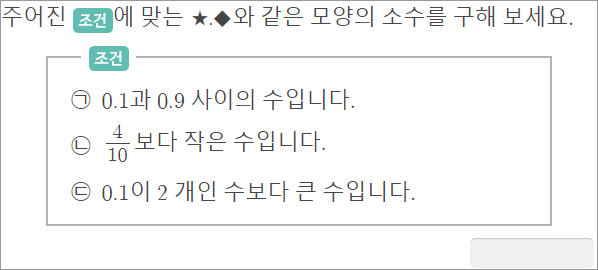 주어진 조건에 맞는 ★.◆와 같은 모양의 소수를 구해 보세요.
조건
㉠ 0.1과 0.9 사이의 수입니다.
㉡ 4/10 보다 작은 수입니다.
㉢ 0.1이 2 개인 수보다 큰 수입니다.